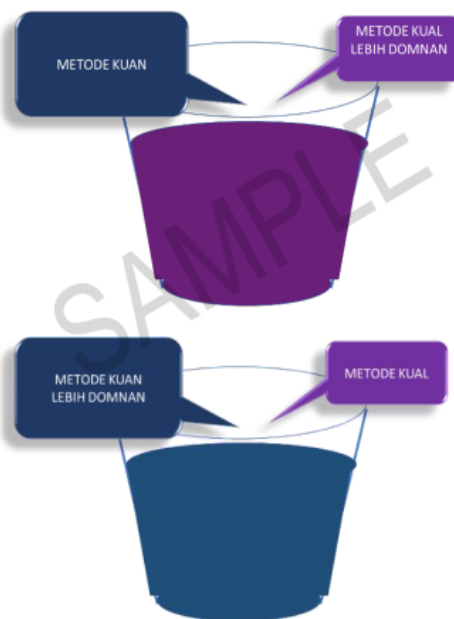 METODE KUAN
METODE KUAL
LEBIH DOMNAN
SAMPLE
METODE KUAN
LEBIH DOMNAN
METODE KUAL